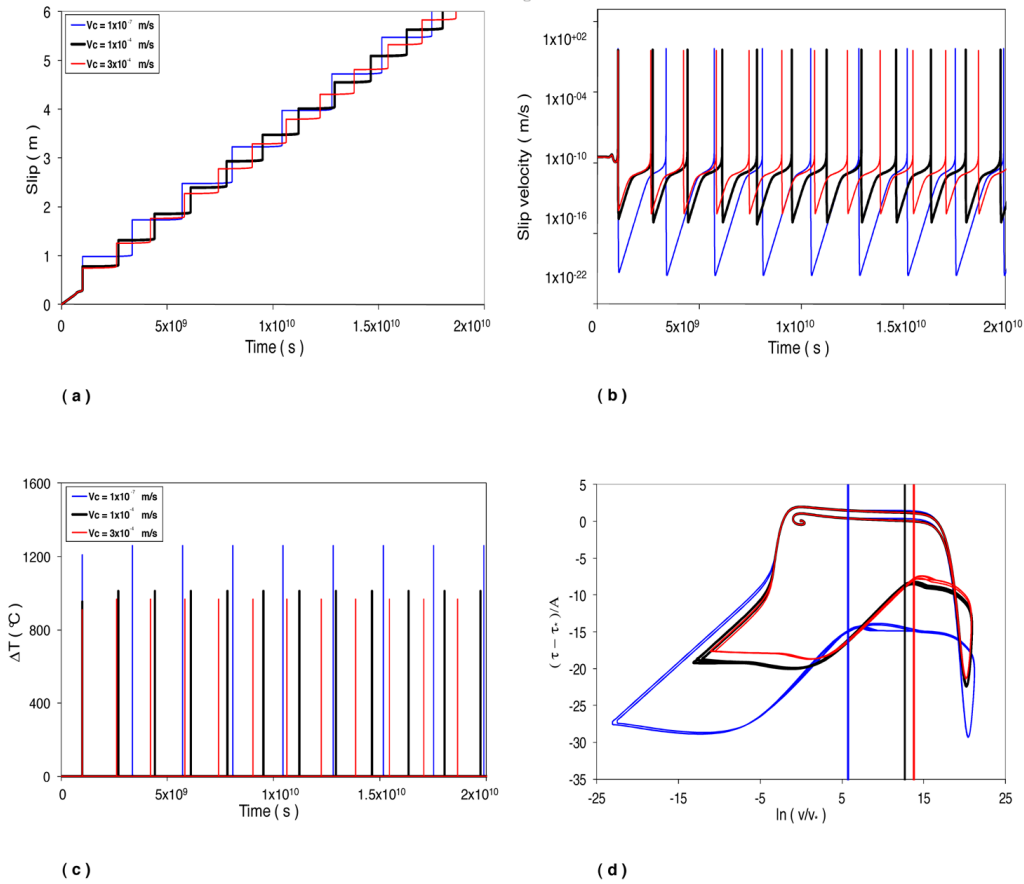 6
5
4
3
2
1
0
Slip ( m )
Vc = 1x10⁻⁷ m/s
Vc = 1x10⁻⁴ m/s
Vc = 3x10⁻⁴ m/s
0
5x10⁹
1x10¹⁰
1.5x10¹⁰
2x10¹⁰
Time ( s )
( a )
1x10⁺⁰²
1x10⁻⁰⁴
1x10⁻¹⁰
1x10⁻¹⁶
1x10⁻²²
Slip velocity ( m/s )
0
5x10⁹
1x10¹⁰
1.5x10¹⁰
2x10¹⁰
Time ( s )
( b )
1600
1200
800
400
0
ΔT ( °C )
Vc = 1x10⁻⁷ m/s
Vc = 1x10⁻⁴ m/s
Vc = 3x10⁻⁴ m/s
0
5x10⁹
1x10¹⁰
1.5x10¹⁰
2x10¹⁰
Time ( s )
( c )
5
0
-5
-10
-15
-20
-25
-30
-35
( τ − τ* )/A
-25
-15
-5
5
15
25
ln ( v/v* )
( d )